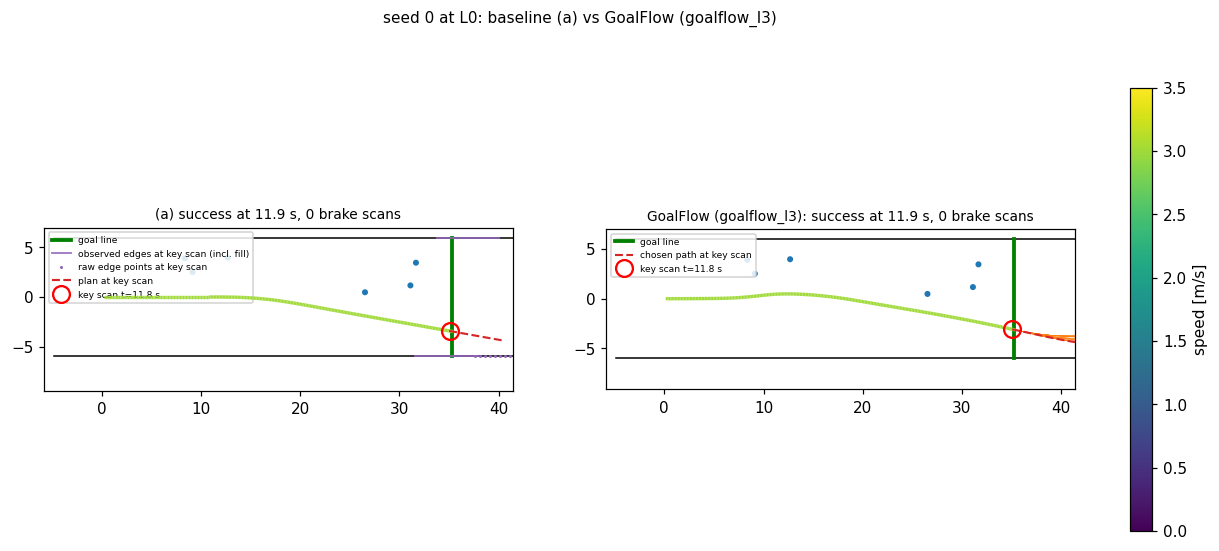 seed 0 at L0: baseline (a) vs GoalFlow (goalflow_l3)
(a) success at 11.9 s, 0 brake scans
goal line
observed edges at key scan (incl. fill)
raw edge points at key scan
plan at key scan
key scan t=11.8 s
5
0
−5
0
10
20
30
40
GoalFlow (goalflow_l3): success at 11.9 s, 0 brake scans
goal line
chosen path at key scan
key scan t=11.8 s
5
0
−5
0
10
20
30
40
3.5
3.0
2.5
2.0
1.5
1.0
0.5
0.0
speed [m/s]